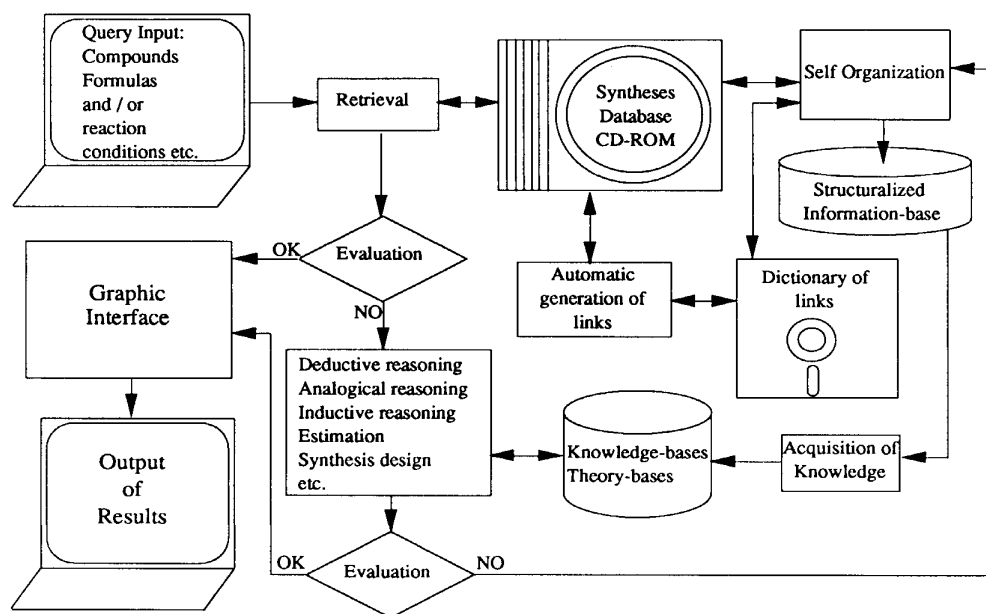 Query Input:
Compounds
Formulas
and / or
reaction
conditions etc.
Retrieval
Syntheses
Database
CD-ROM
Self Organization
Structuralized
Information-base
OK
Evaluation
NO
Graphic
Interface
Automatic
generation of
links
Dictionary of
links
Deductive reasoning
Analogical reasoning
Inductive reasoning
Estimation
Synthesis design
etc.
Knowledge-bases
Theory-bases
Acquisition of
Knowledge
Output
of
Results
OK
Evaluation
NO